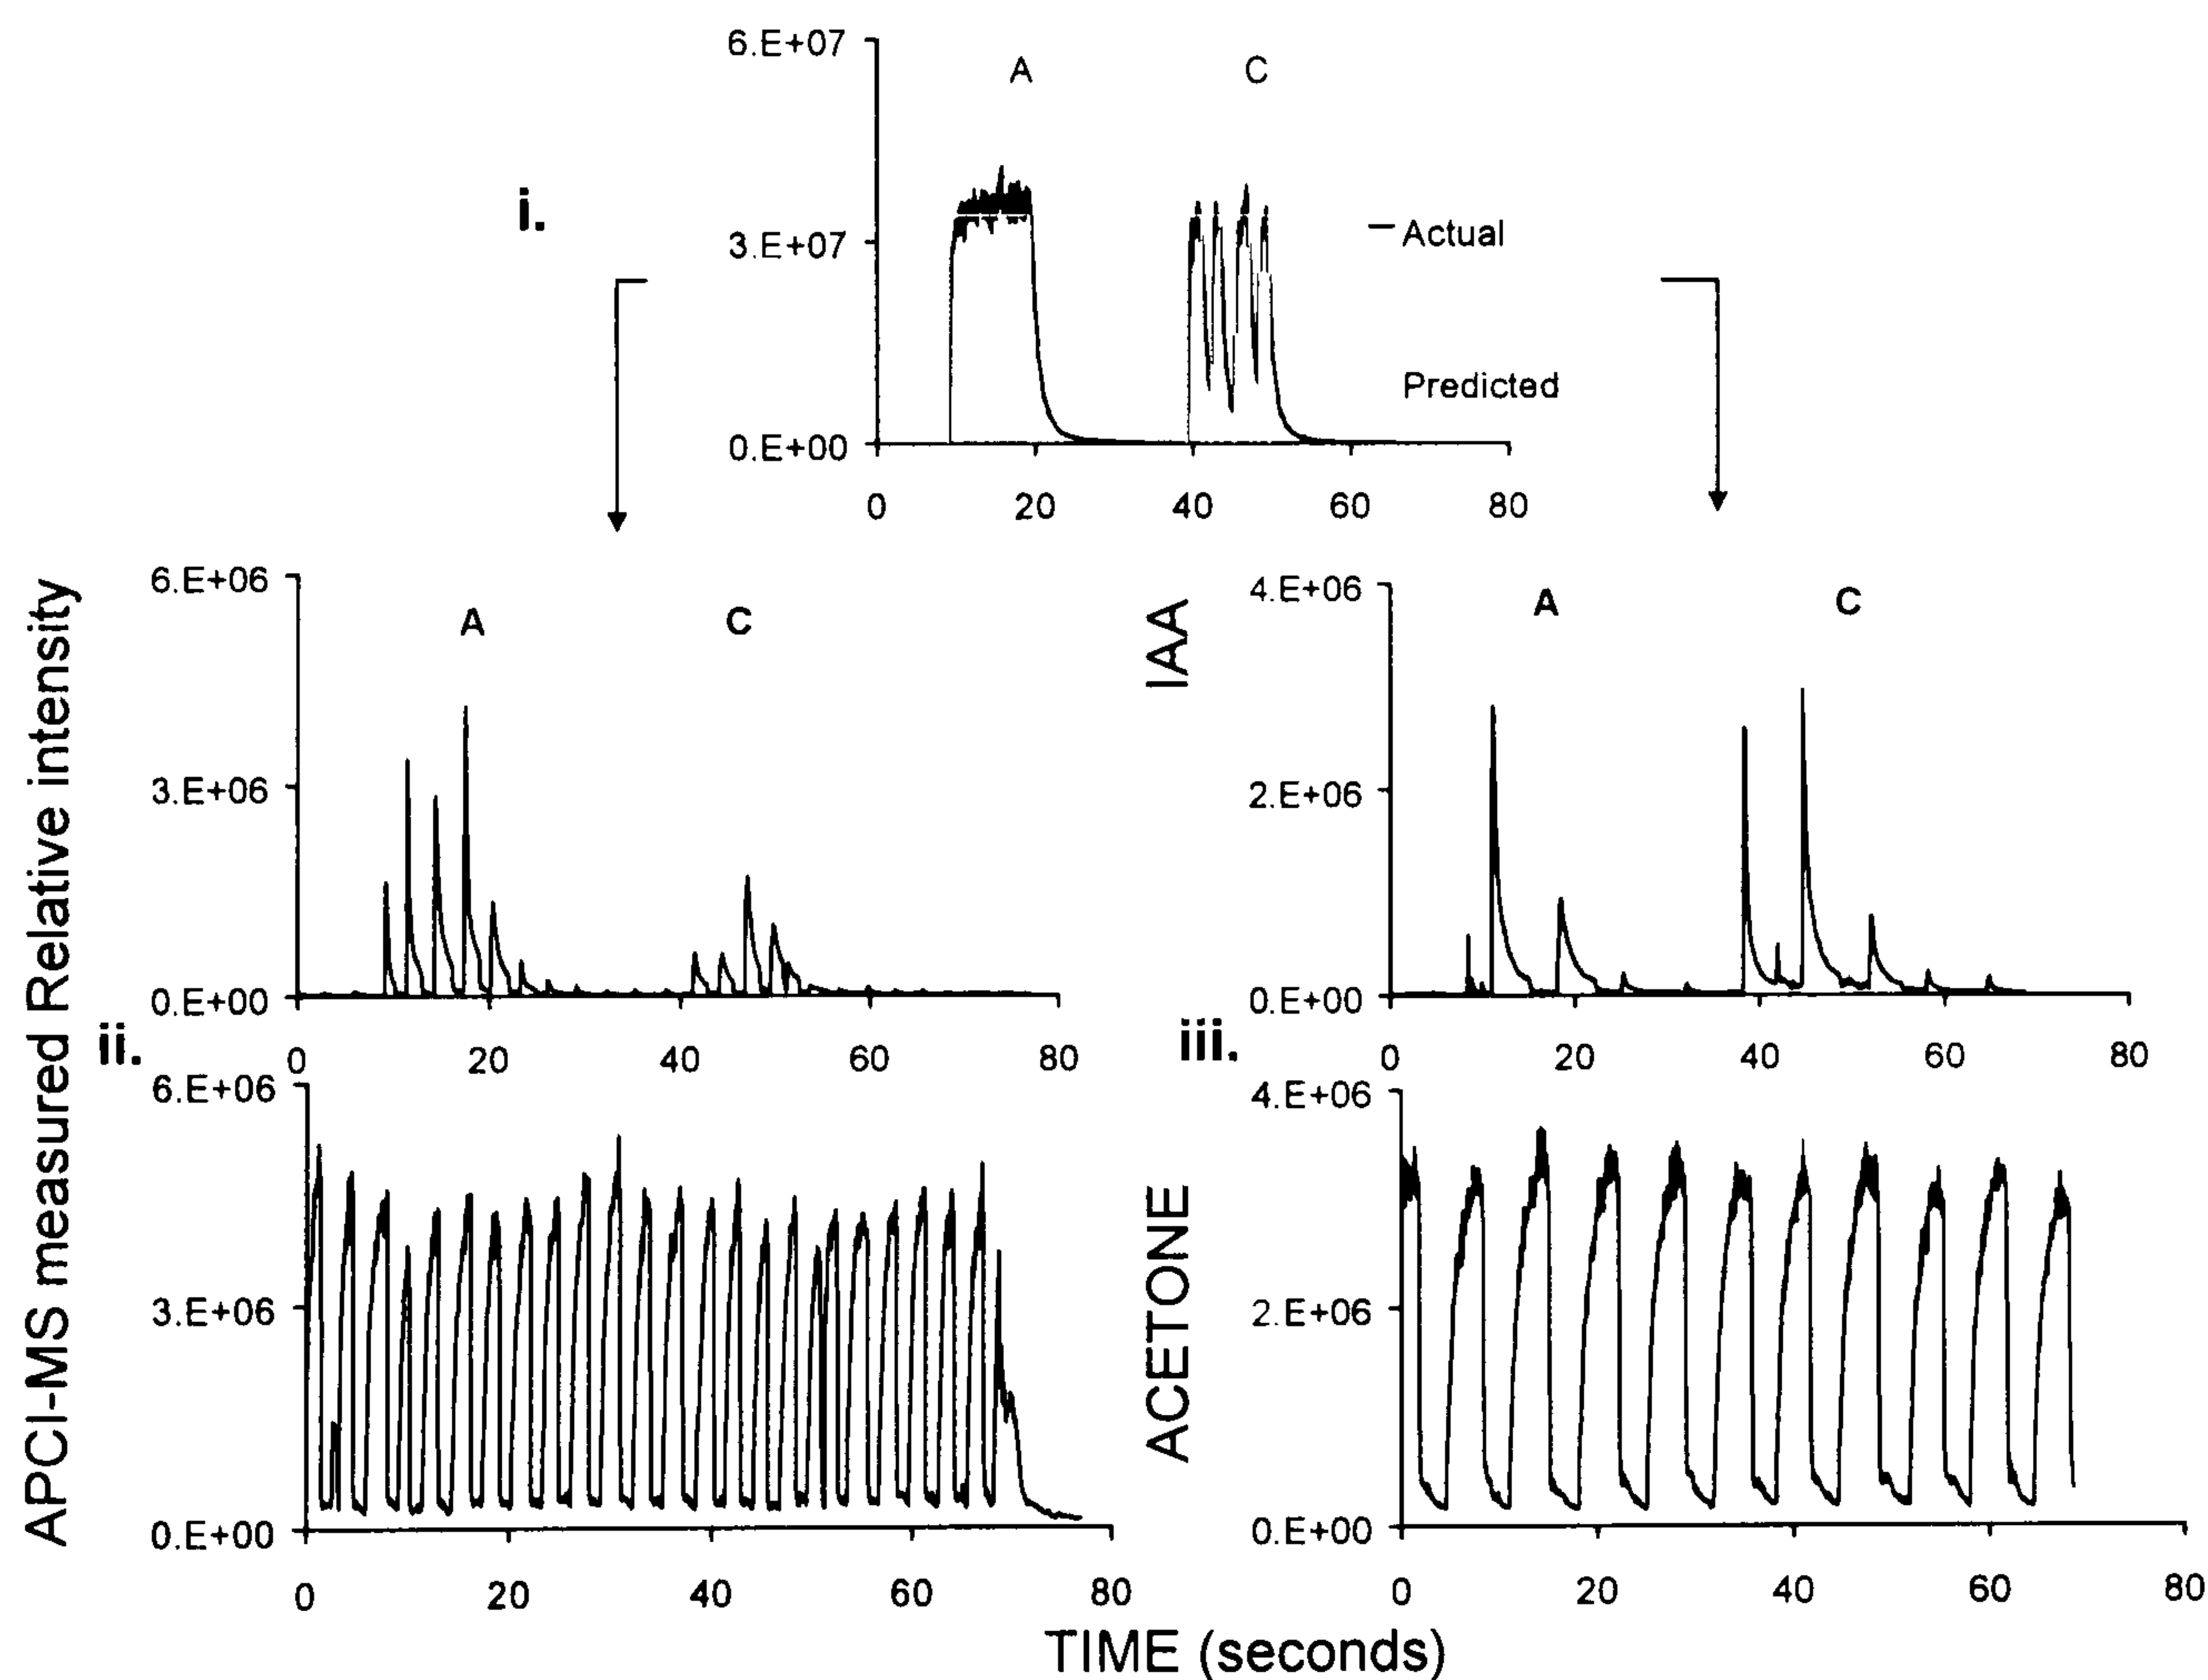 6.E+07
A C
i.
3.E+07
Actual
Predicted
0.E+00
0 20 40 60 80
APCI-MS measured Relative intensity
6.E+06
A C
3.E+06
0.E+00
ii.
0 20 40 60 80
IAA
4.E+06
A C
2.E+06
0.E+00
iii.
0 20 40 60 80
6.E+06
3.E+06
0.E+00
0 20 40 60 80
ACETONE
4.E+06
2.E+06
0.E+00
0 20 40 60 80
TIME (seconds)